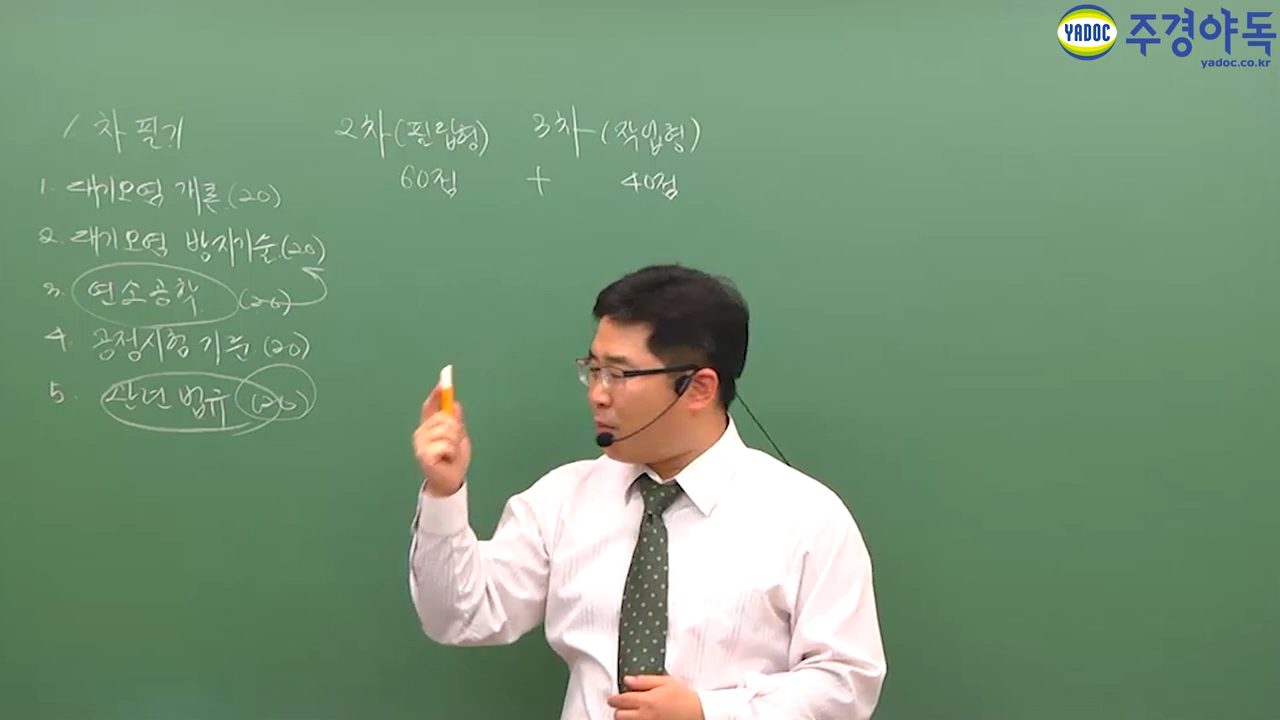 YADOC 주경야독
yadoc.co.kr
1차 필기 2차(필답형) 3차(작업형)
60점 + 40점
1. 대기오염 개론 (20)
2. 대기오염 방지기술 (20)
3. 연소공학 (20)
4. 공정시험기준 (20)
5. 관련법규 (20)